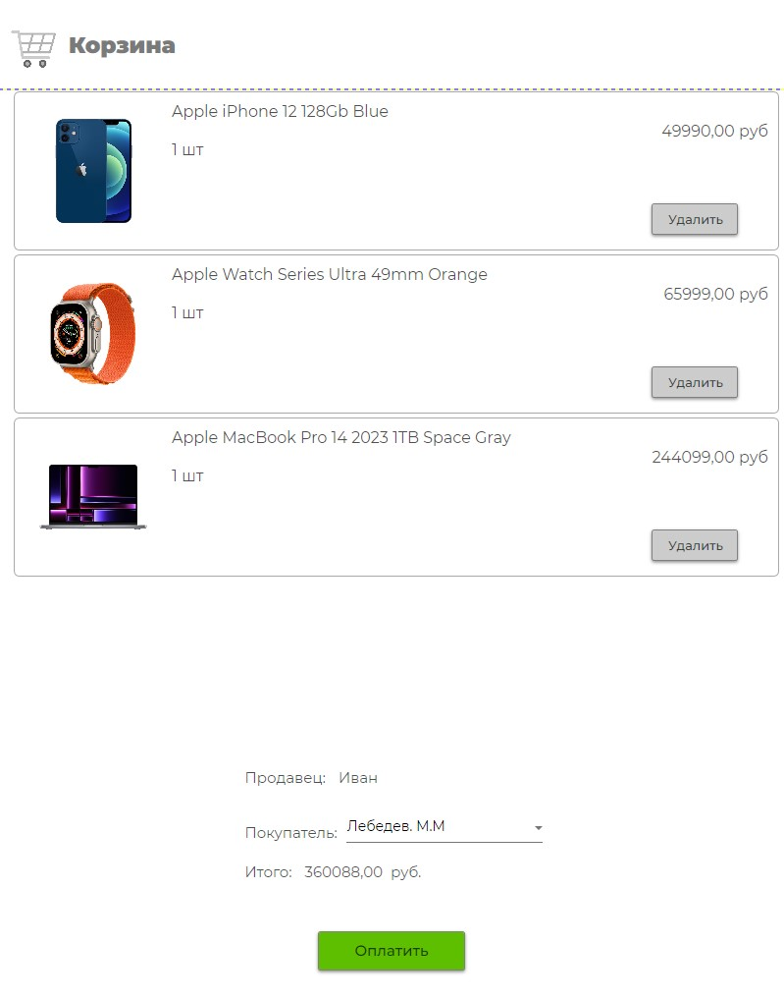 Корзина
Apple iPhone 12 128Gb Blue
49990,00 руб
1 шт
Удалить
Apple Watch Series Ultra 49mm Orange
65999,00 руб
1 шт
Удалить
Apple MacBook Pro 14 2023 1TB Space Gray
244099,00 руб
1 шт
Удалить
Продавец: Иван
Покупатель: Лебедев. М.М
Итого: 360088,00 руб.
Оплатить